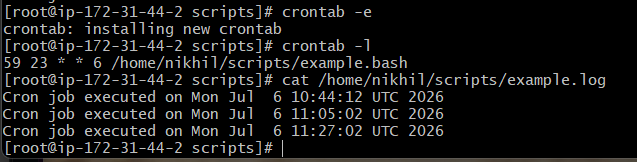 [root@ip-172-31-44-2 scripts]# crontab -e
crontab: installing new crontab
[root@ip-172-31-44-2 scripts]# crontab -l
59 23 * * 6 /home/nikhil/scripts/example.bash
[root@ip-172-31-44-2 scripts]# cat /home/nikhil/scripts/example.log
Cron job executed on Mon Jul  6 10:44:12 UTC 2026
Cron job executed on Mon Jul  6 11:05:02 UTC 2026
Cron job executed on Mon Jul  6 11:27:02 UTC 2026
[root@ip-172-31-44-2 scripts]#